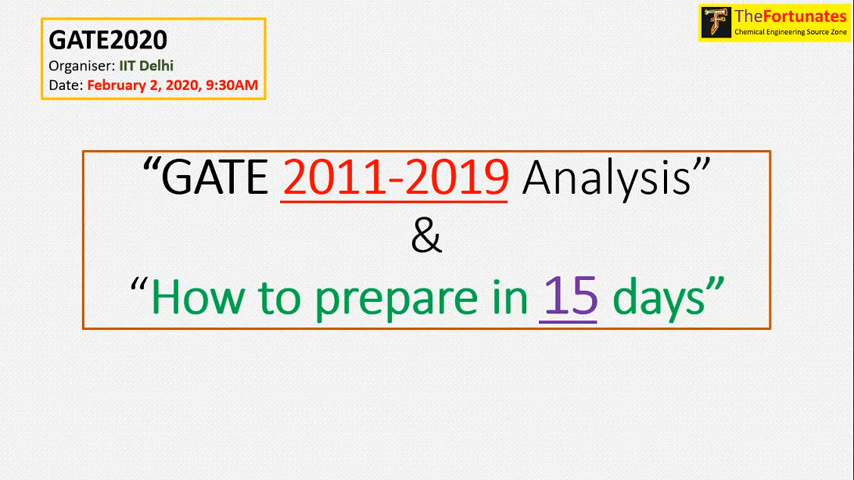 GATE2020
Organiser: IIT Delhi
Date: February 2, 2020, 9:30AM
TheFortunates
Chemical Engineering Source Zone
“GATE 2011-2019 Analysis”
&
“How to prepare in 15 days”